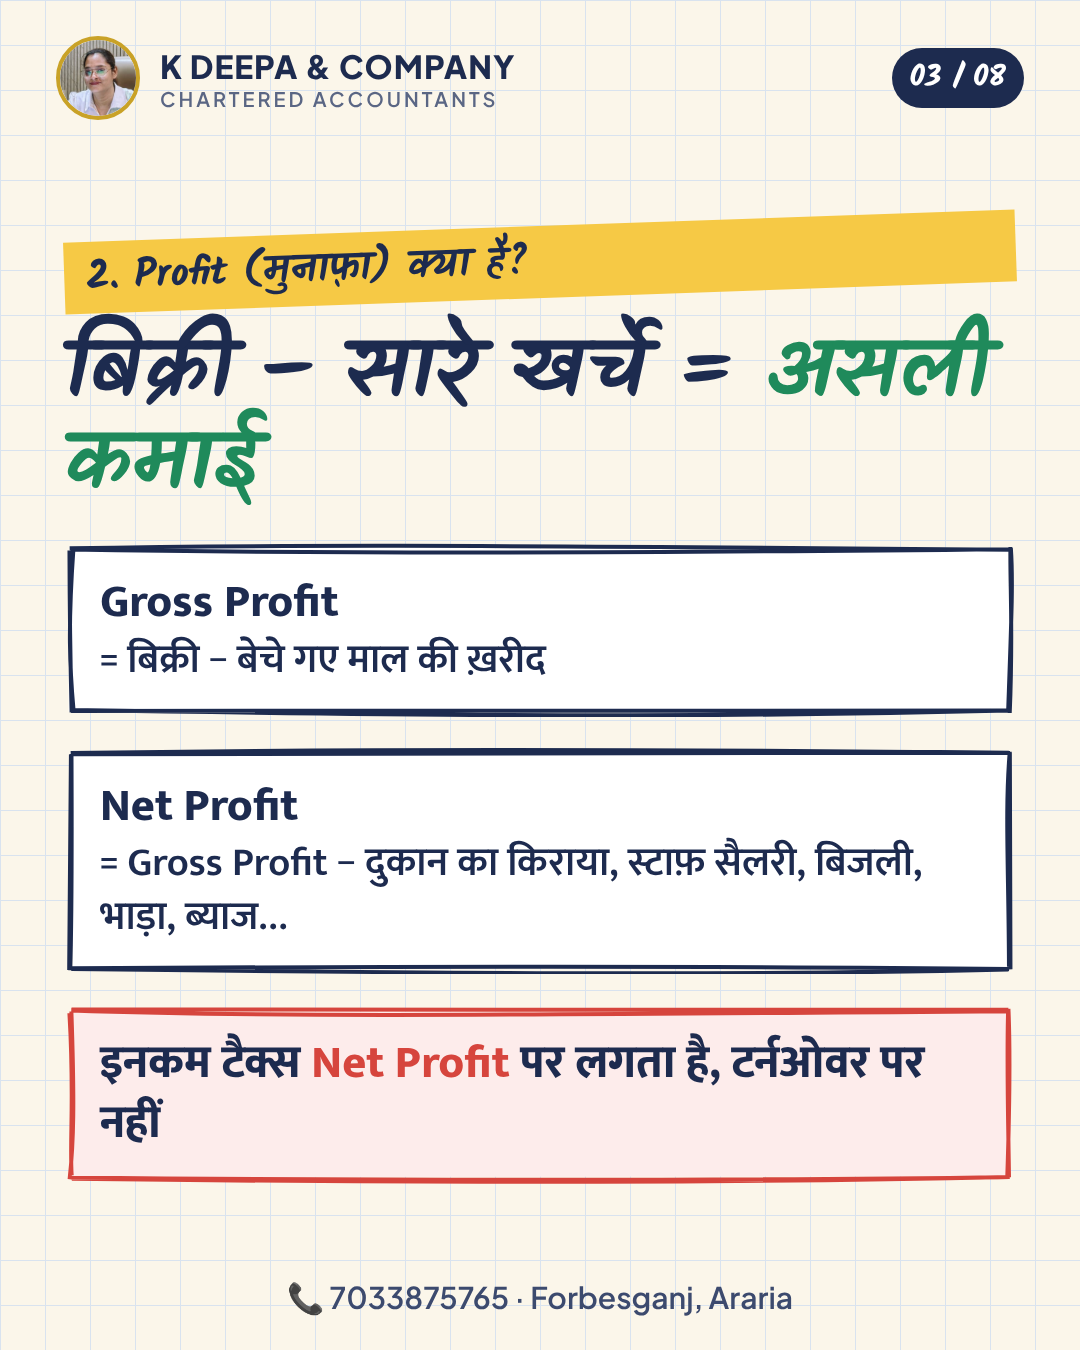 K DEEPA & COMPANY
CHARTERED ACCOUNTANTS
03 / 08
2. Profit (मुनाफ़ा) क्या है?
बिक्री – सारे खर्चे = असली
कमाई
Gross Profit
= बिक्री – बेचे गए माल की ख़रीद
Net Profit
= Gross Profit – दुकान का किराया, स्टाफ़ सैलरी, बिजली,
भाड़ा, ब्याज...
इनकम टैक्स Net Profit पर लगता है, टर्नओवर पर
नहीं
📞 7033875765 · Forbesganj, Araria